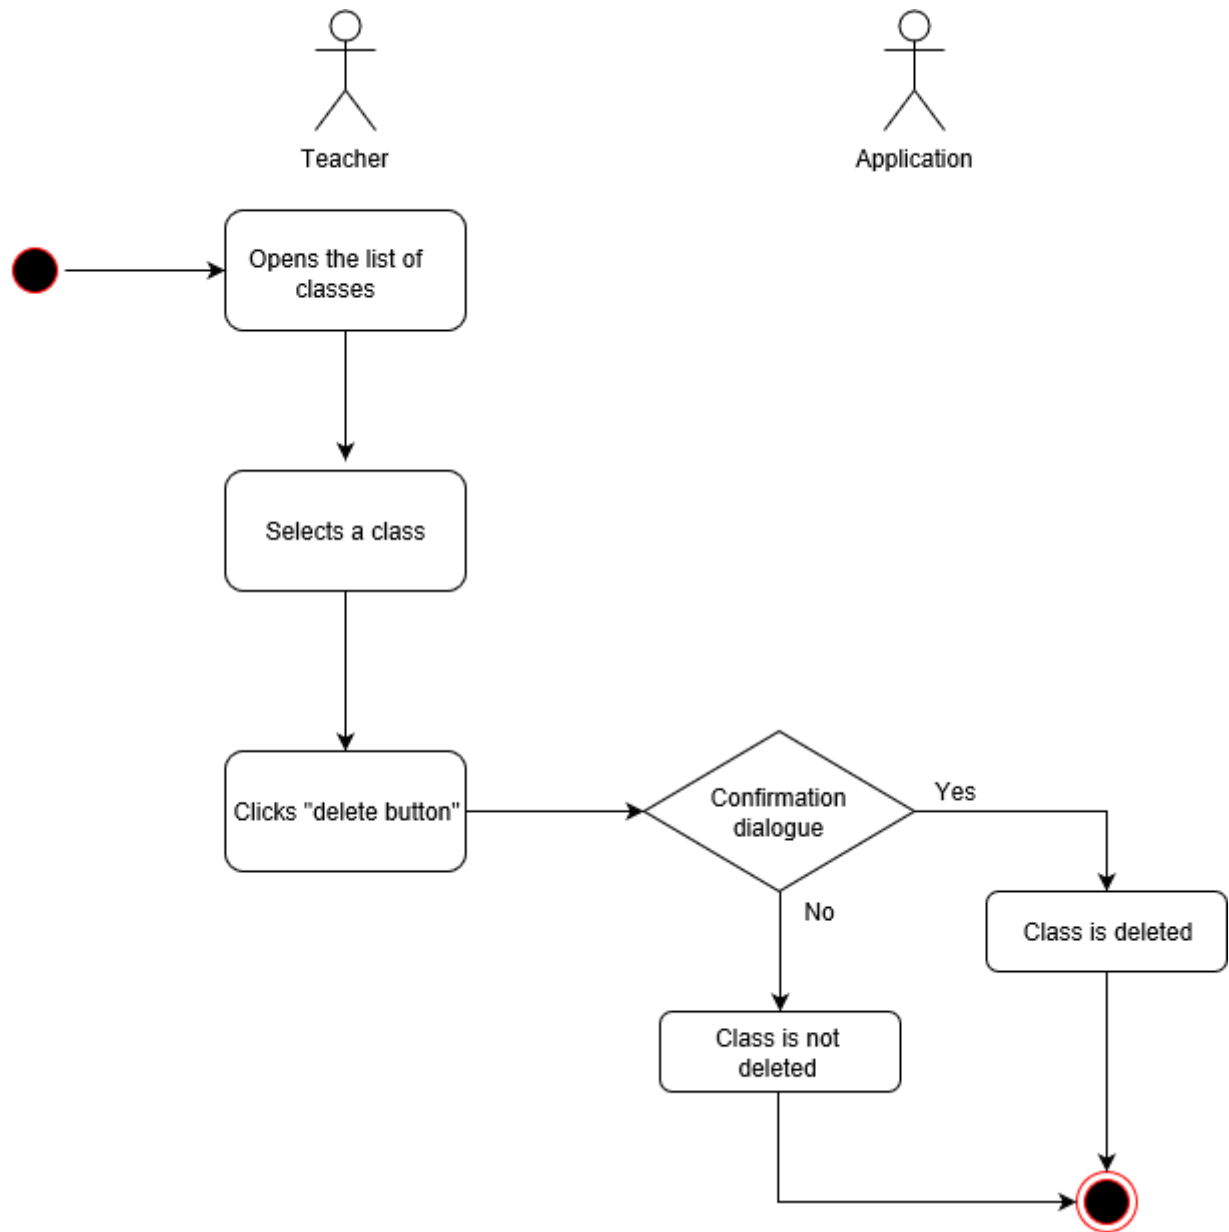 Teacher
Application
Opens the list of
classes
Selects a class
Clicks "delete button"
Confirmation
dialogue
Yes
No
Class is deleted
Class is not
deleted